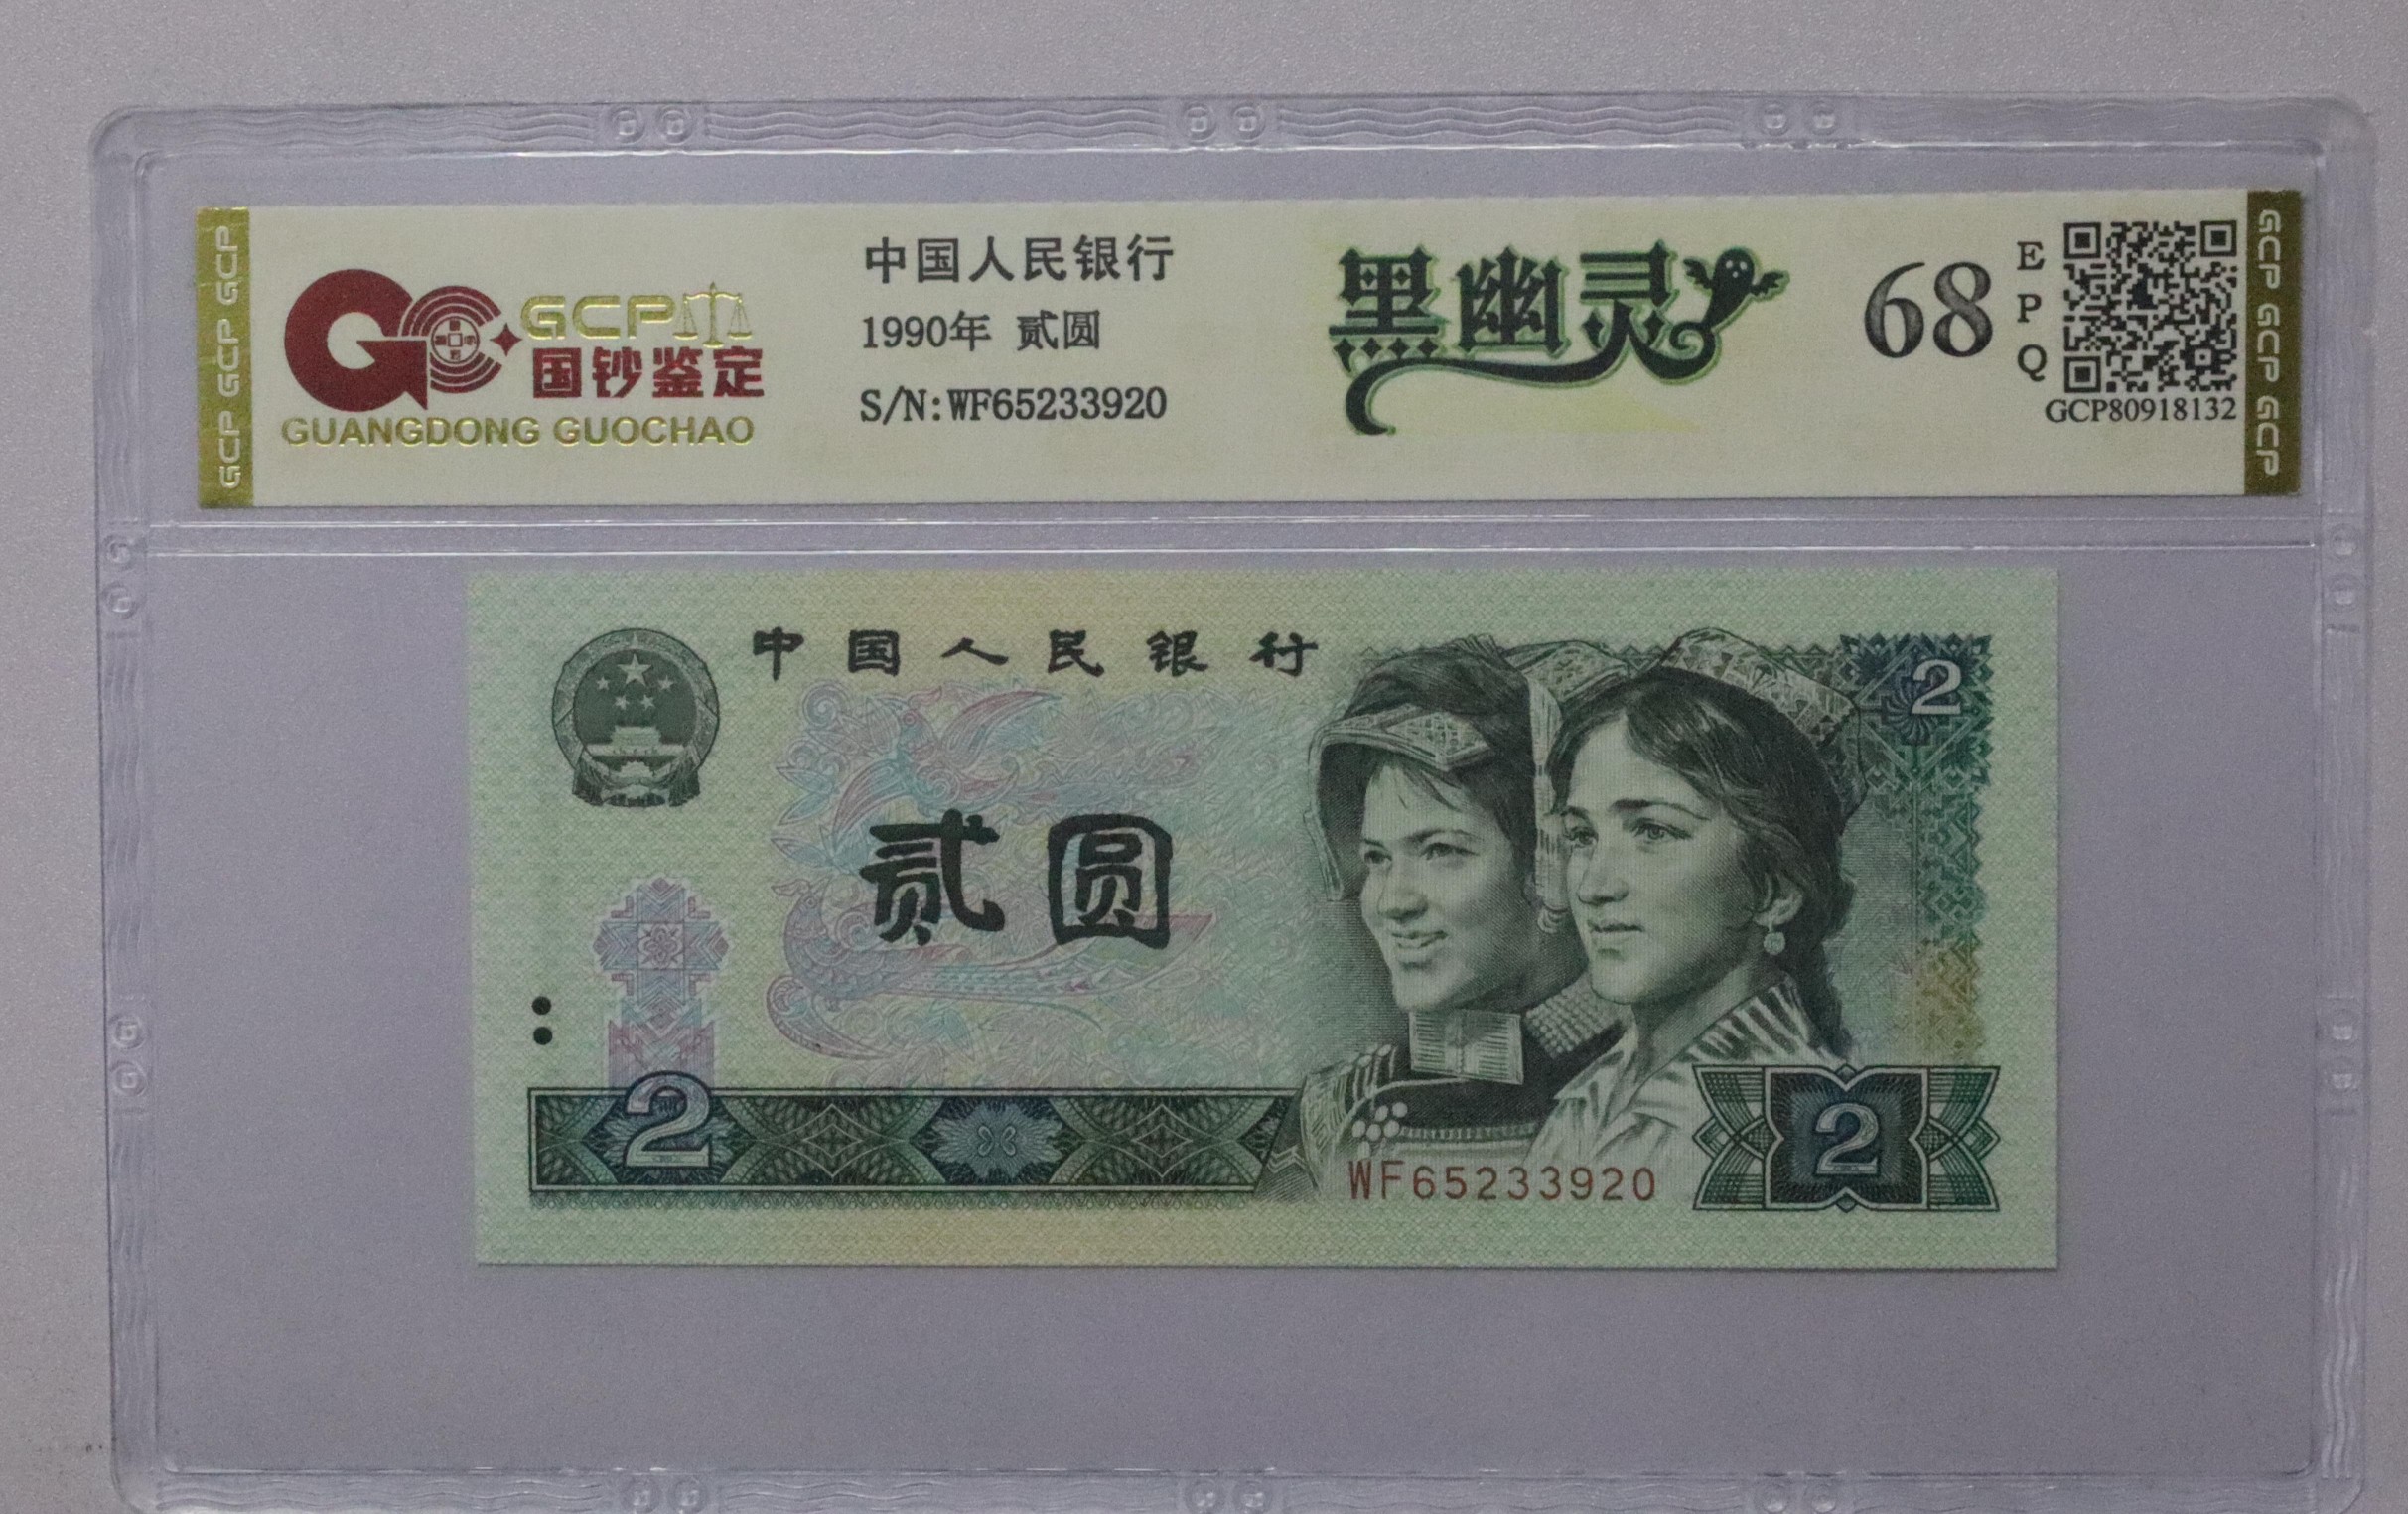 GCP GCP GCP
GCP
国钞鉴定
GUANGDONG GUOCHAO
中国人民银行
1990年 贰圆
S/N:WF65233920
黑幽灵
68
EPQ
GCP80918132
GCP GCP GCP
中国人民银行
2
贰圆
2
2
WF65233920